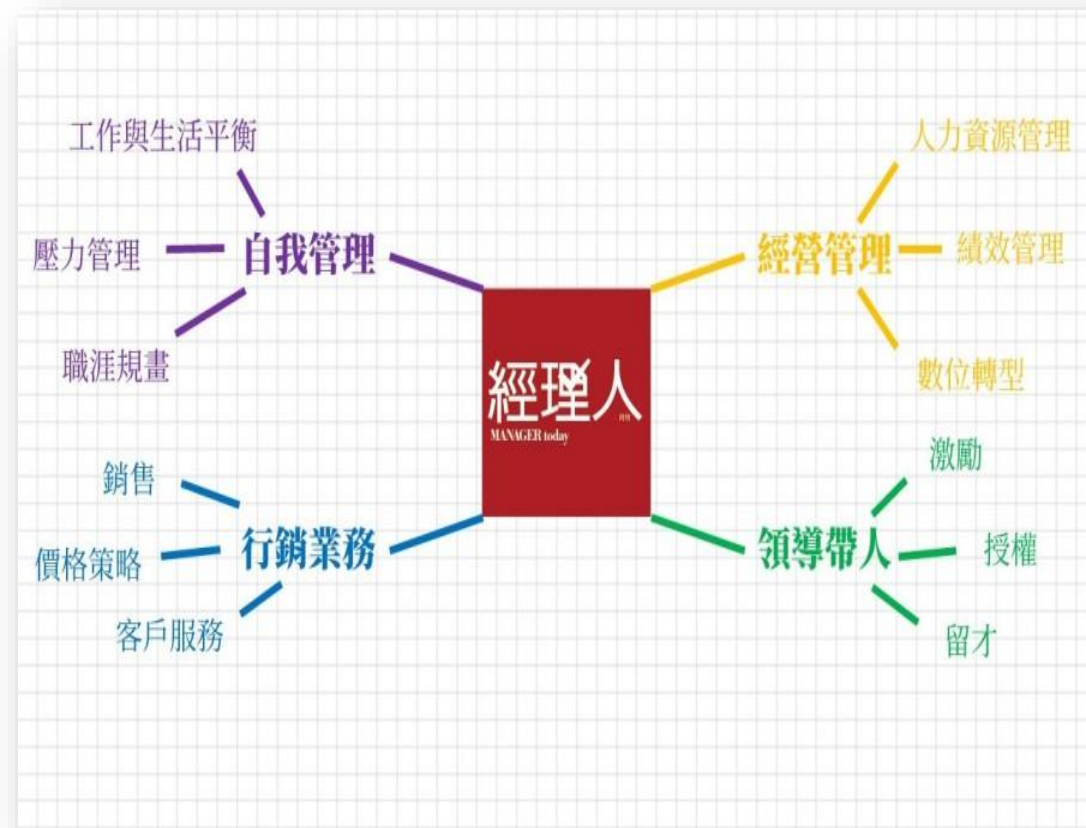 工作與生活平衡
壓力管理
自我管理
職涯規畫
人力資源管理
經營管理
績效管理
數位轉型
經理人
月刊
MANAGER today
銷售
行銷業務
價格策略
客戶服務
激勵
領導帶人
授權
留才